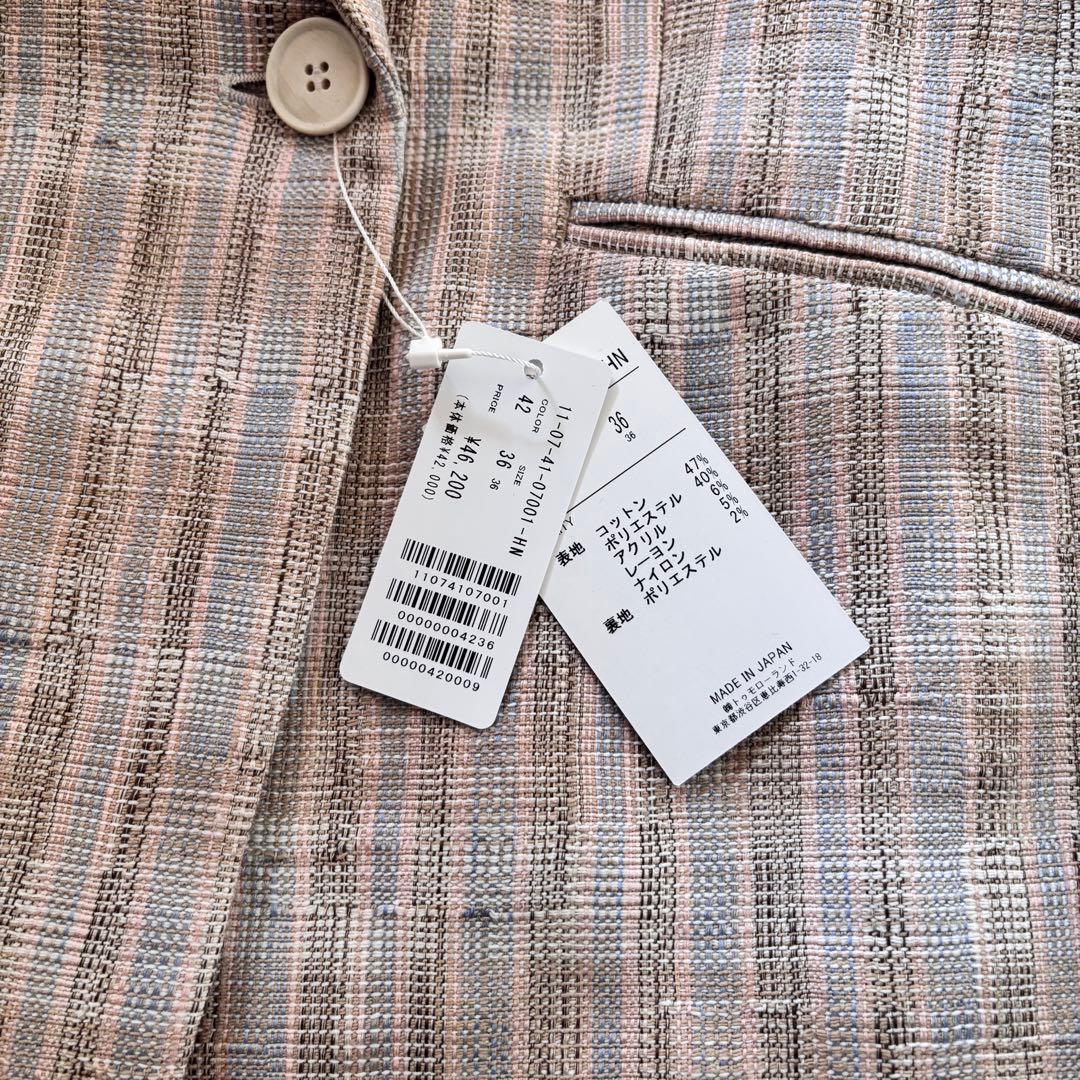 11-07-41-07001-HN
COLOR SIZE
42 36 36
PRICE
¥46,200
(本体価格¥42,000)
11074107001
00000004236
00000420009
HN
36
36
TY
表地 コットン 47%
ポリエステル 40%
アクリル 6%
レーヨン 5%
ナイロン 2%
裏地 ポリエステル
MADE IN JAPAN
㈱トゥモローランド
東京都渋谷区恵比寿西1-32-18